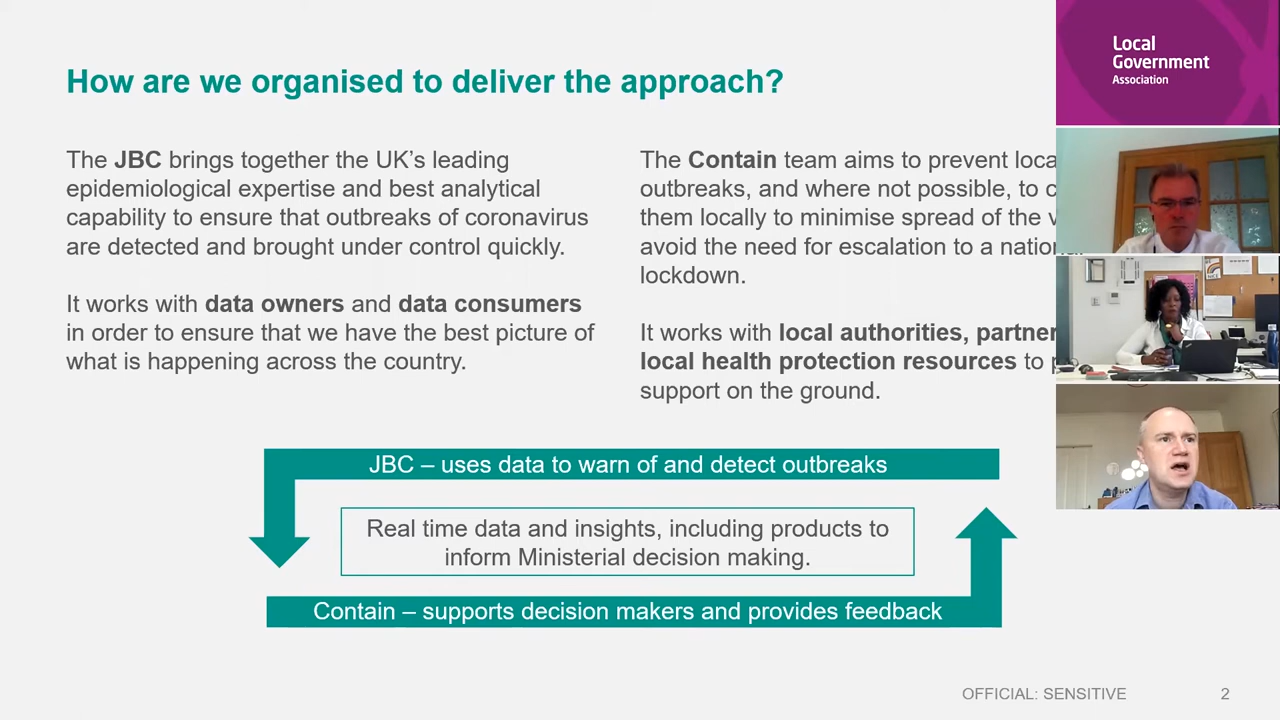 How are we organised to deliver the approach?
The JBC brings together the UK's leading
epidemiological expertise and best analytical
capability to ensure that outbreaks of coronavirus
are detected and brought under control quickly.
It works with data owners and data consumers
in order to ensure that we have the best picture of
what is happening across the country.
The Contain team aims to prevent
outbreaks, and where not possible, to
them locally to minimise spread of the
avoid the need for escalation to a
lockdown.
It works with local authorities,
local health protection resources to
support on the ground.
JBC – uses data to warn of and detect outbreaks
Real time data and insights, including products to
inform Ministerial decision making.
Contain – supports decision makers and provides feedback
OFFICIAL: SENSITIVE
2
Local
Government
Association